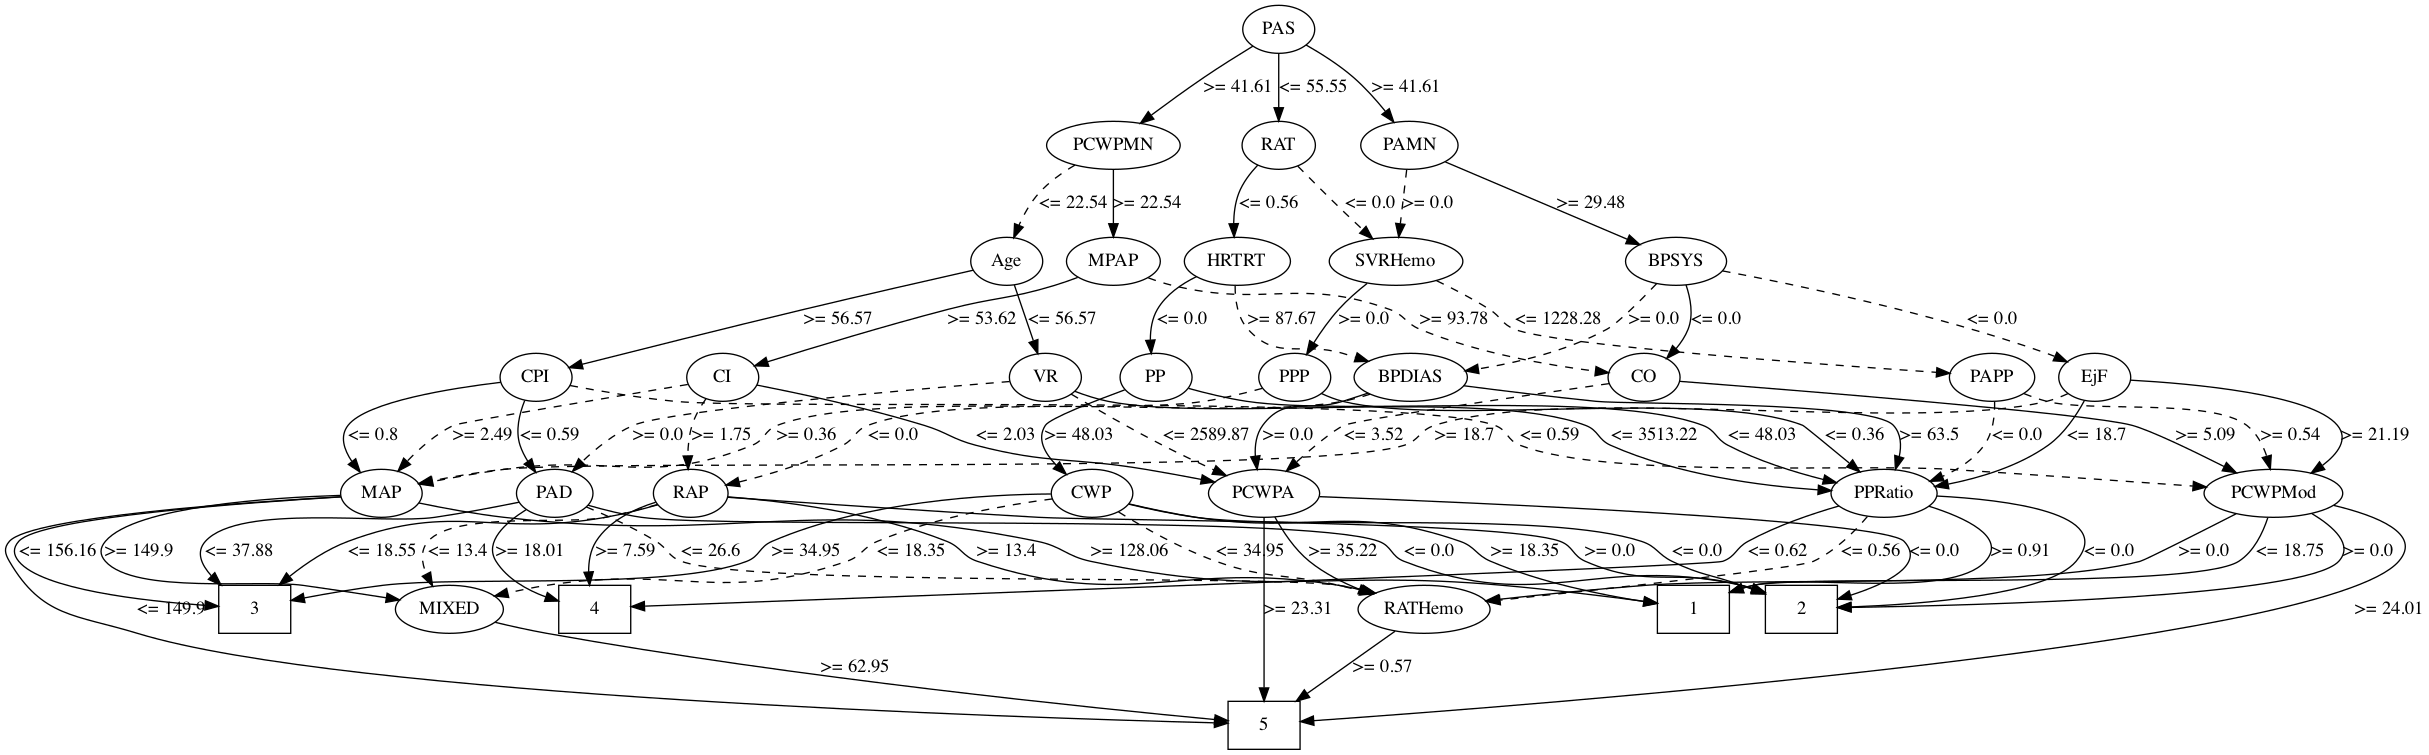 PAS
>= 41.61 <= 55.55 >= 41.61
PCWPMN RAT PAMN
<= 22.54 >= 22.54 <= 0.56 <= 0.0 >= 0.0 >= 29.48
Age MPAP HRTRT SVRHemo BPSYS
>= 56.57 >= 53.62 <= 56.57 <= 0.0 >= 87.67 >= 0.0 >= 93.78 <= 1228.28 >= 0.0 <= 0.0 <= 0.0
CPI CI VR PP PPP BPDIAS CO PAPP EjF
<= 0.8 >= 2.49 <= 0.59 >= 0.0 >= 1.75 >= 0.36 <= 0.0 <= 2.03 >= 48.03 <= 2589.87 >= 0.0 <= 3.52 >= 18.7 <= 0.59 <= 3513.22 <= 48.03 <= 0.36 >= 63.5 <= 0.0 <= 18.7 >= 5.09 >= 0.54 >= 21.19
MAP PAD RAP CWP PCWPA PPRatio PCWPMod
<= 156.16 >= 149.9 <= 37.88 <= 18.55 <= 13.4 >= 18.01 >= 7.59 <= 26.6 >= 34.95 <= 18.35 >= 13.4 >= 128.06 <= 34.95 >= 35.22 <= 0.0 >= 18.35 >= 0.0 <= 0.0 <= 0.62 <= 0.56 <= 0.0 >= 0.91 <= 0.0 >= 0.0 <= 18.75 >= 0.0
<= 149.9 3 MIXED 4 >= 23.31 RATHemo 1 2 >= 24.01
>= 62.95 >= 0.57
5